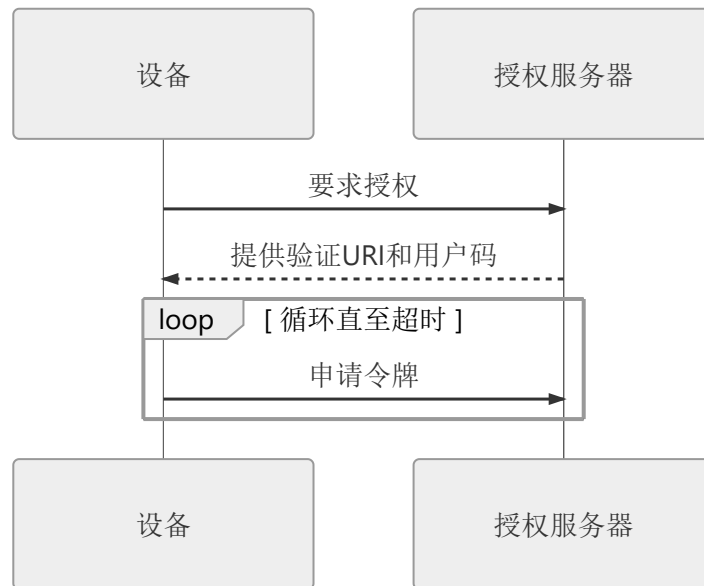 设备
授权服务器
要求授权
提供验证URI和用户码
loop
[ 循环直至超时 ]
申请令牌
设备
授权服务器